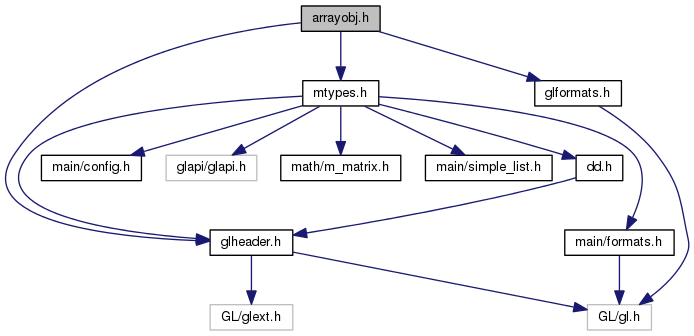 arrayobj.h
mtypes.h
glformats.h
main/config.h
glapi/glapi.h
math/m_matrix.h
main/simple_list.h
dd.h
glheader.h
main/formats.h
GL/glext.h
GL/gl.h